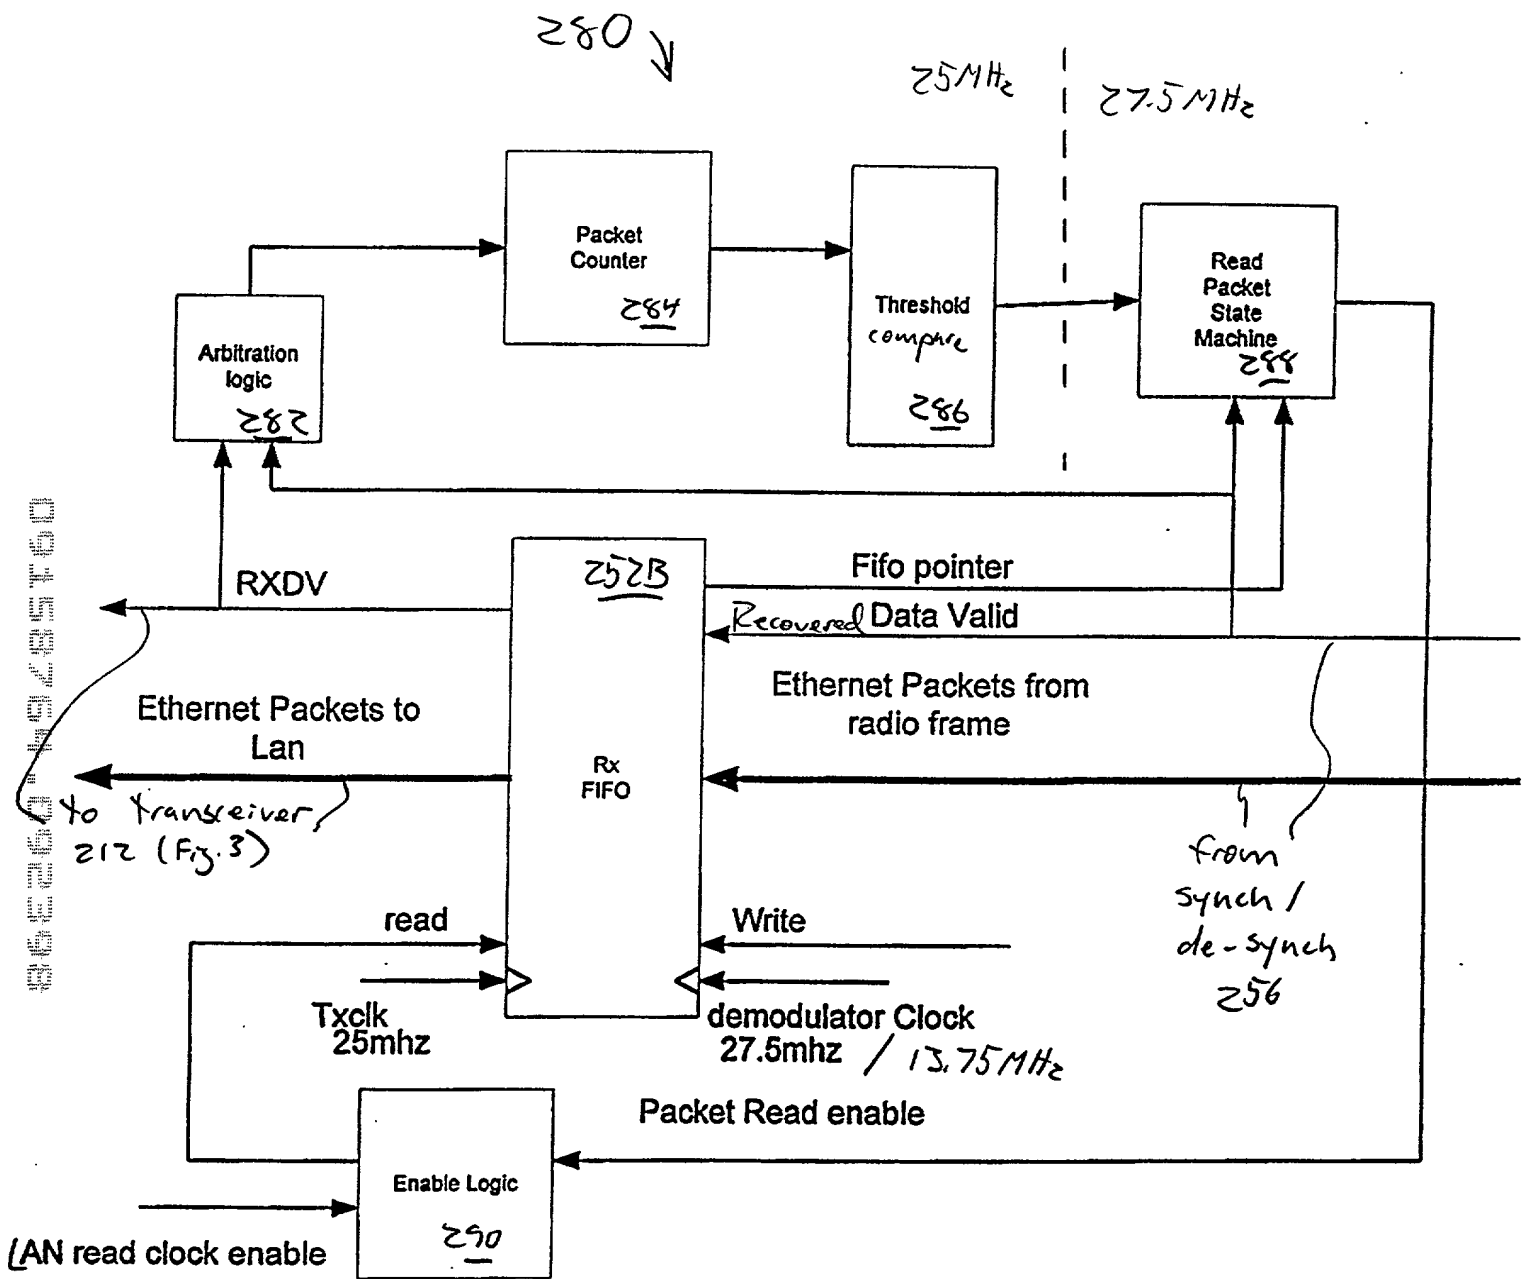 280
25MHz
27.5MHz
Packet
Counter
284
Threshold
compare
286
Read
Packet
State
Machine
288
Arbitration
logic
282
252B
RXDV
Fifo pointer
Recovered Data Valid
Ethernet Packets from
radio frame
Ethernet Packets to
Lan
Rx
FIFO
to transceiver
212 (Fig. 3)
from
synch /
de-synch
256
read
Write
Txclk
25mhz
demodulator Clock
27.5mhz / 13.75MHz
Packet Read enable
Enable Logic
290
LAN read clock enable